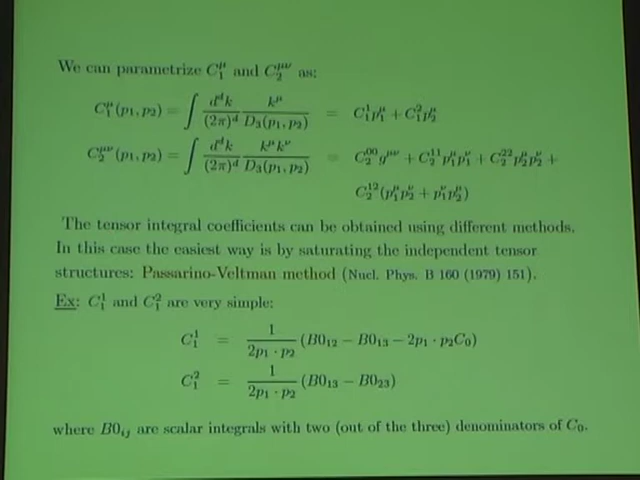 We can parametrize C₁^μ and C₂^μν as:
C₁^μ(p₁, p₂) = ∫ d^dk/(2π)^d k^μ/D₃(p₁, p₂) = C₁¹p₁^μ + C₁²p₂^μ
C₂^μν(p₁, p₂) = ∫ d^dk/(2π)^d k^μ k^ν/D₃(p₁, p₂) = C₂⁰⁰g^μν + C₂¹¹p₁^μp₁^ν + C₂²²p₂^μp₂^ν +
C₂¹²(p₁^μp₂^ν + p₁^νp₂^μ)
The tensor integral coefficients can be obtained using different methods.
In this case the easiest way is by saturating the independent tensor
structures: Passarino-Veltman method (Nucl. Phys. B 160 (1979) 151).
Ex: C₁¹ and C₁² are very simple:
C₁¹ = 1/(2p₁ · p₂) (B0₁₂ − B0₁₃ − 2p₁ · p₂C₀)
C₁² = 1/(2p₁ · p₂) (B0₁₃ − B0₂₃)
where B0ᵢⱼ are scalar integrals with two (out of the three) denominators of C₀.